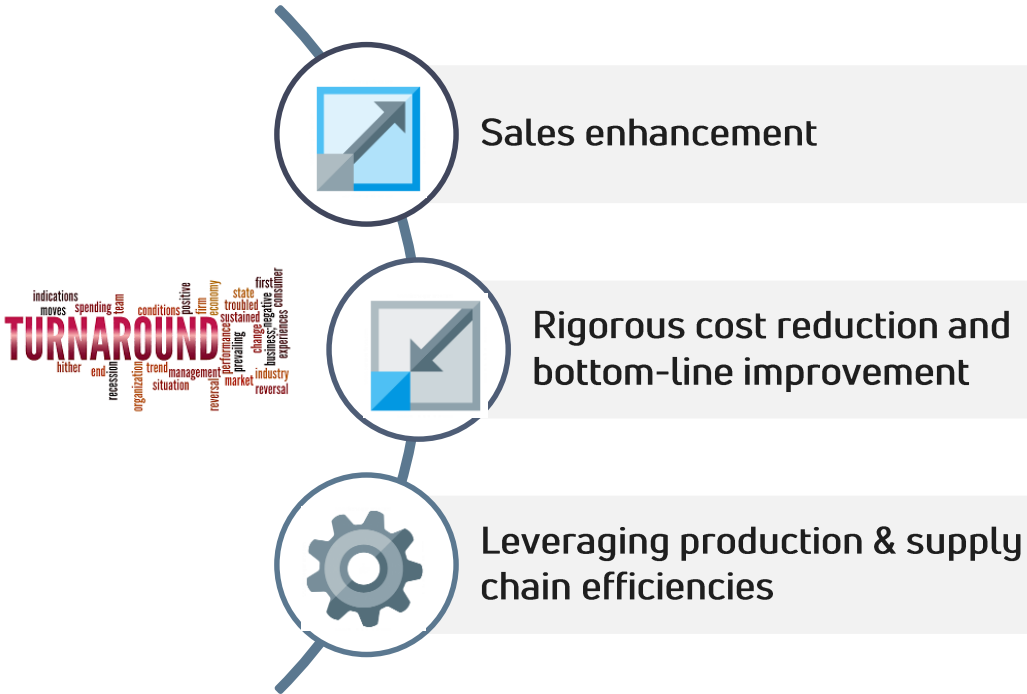 Sales enhancement
indications
moves
spending
team
conditions
positive
firm
economy
state
troubled
sustained
first
consumer
TURNAROUND
performance
prevailing
change
business
negative
experiences
hither
end
recession
organization
trend
situation
management
reversal
market
industry
reversal
Rigorous cost reduction and
bottom-line improvement
Leveraging production & supply
chain efficiencies